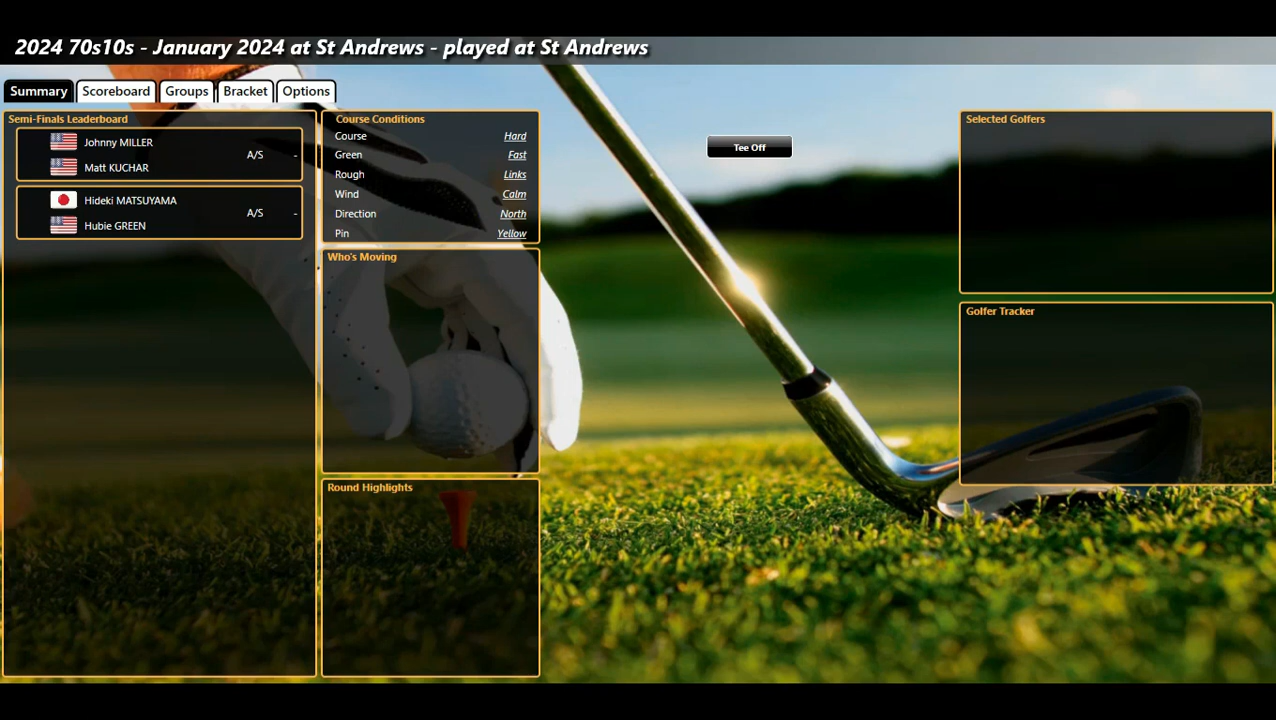 2024 70s10s - January 2024 at St Andrews - played at St Andrews
Summary Scoreboard Groups Bracket Options
Semi-Finals Leaderboard
Johnny MILLER
A/S -
Matt KUCHAR
Hideki MATSUYAMA
A/S -
Hubie GREEN
Course Conditions
Course Hard
Green Fast
Rough Links
Wind Calm
Direction North
Pin Yellow
Who's Moving
Round Highlights
Tee Off
Selected Golfers
Golfer Tracker